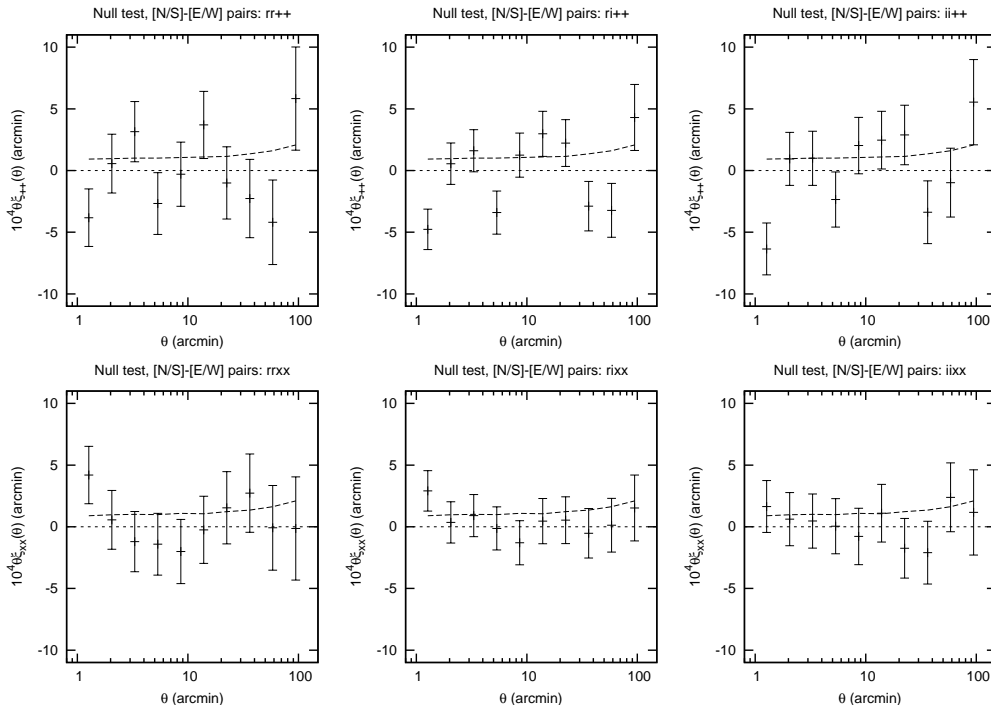 Null test, [N/S]-[E/W] pairs: rr++
10⁴θξ₊₊(θ) (arcmin)
10
5
0
-5
-10
1
10
100
θ (arcmin)
Null test, [N/S]-[E/W] pairs: ri++
10⁴θξ₊₊(θ) (arcmin)
10
5
0
-5
-10
1
10
100
θ (arcmin)
Null test, [N/S]-[E/W] pairs: ii++
10⁴θξ₊₊(θ) (arcmin)
10
5
0
-5
-10
1
10
100
θ (arcmin)
Null test, [N/S]-[E/W] pairs: rrxx
10⁴θξₓₓ(θ) (arcmin)
10
5
0
-5
-10
1
10
100
θ (arcmin)
Null test, [N/S]-[E/W] pairs: rixx
10⁴θξₓₓ(θ) (arcmin)
10
5
0
-5
-10
1
10
100
θ (arcmin)
Null test, [N/S]-[E/W] pairs: iixx
10⁴θξₓₓ(θ) (arcmin)
10
5
0
-5
-10
1
10
100
θ (arcmin)